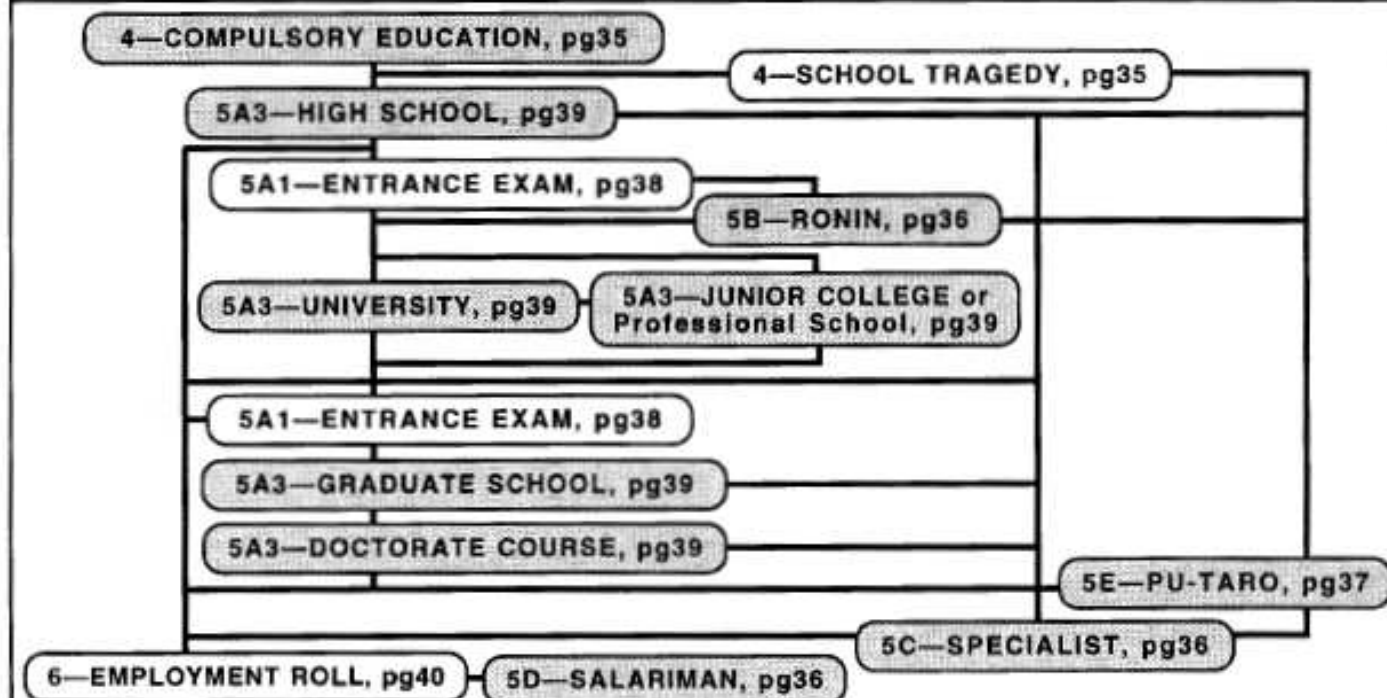 4—COMPULSORY EDUCATION, pg35
4—SCHOOL TRAGEDY, pg35
5A3—HIGH SCHOOL, pg39
5A1—ENTRANCE EXAM, pg38
5B—RONIN, pg36
5A3—UNIVERSITY, pg39
5A3—JUNIOR COLLEGE or
Professional School, pg39
5A1—ENTRANCE EXAM, pg38
5A3—GRADUATE SCHOOL, pg39
5A3—DOCTORATE COURSE, pg39
5E—PU-TARO, pg37
5C—SPECIALIST, pg36
6—EMPLOYMENT ROLL, pg40
5D—SALARIMAN, pg36